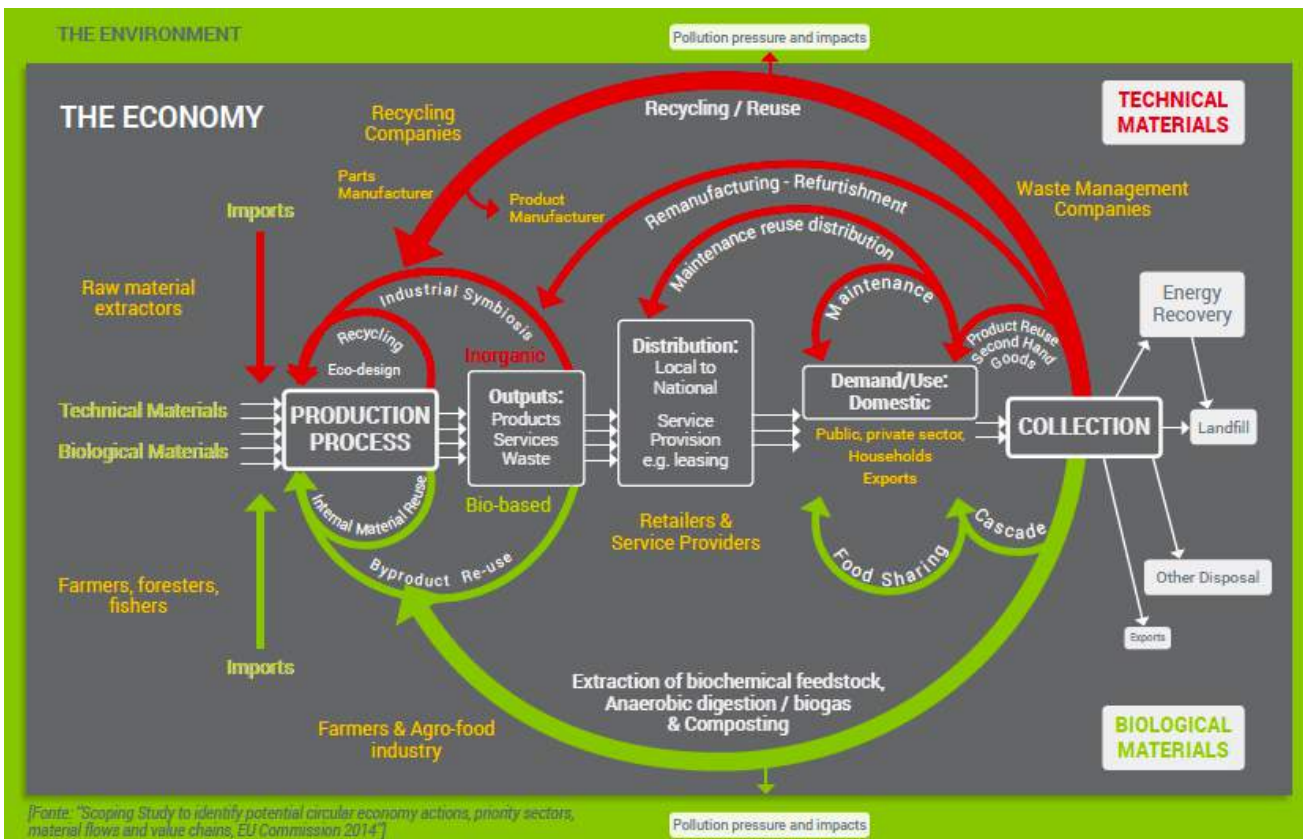 THE ENVIRONMENT
Pollution pressure and impacts
THE ECONOMY
Recycling
Companies
Recycling / Reuse
TECHNICAL
MATERIALS
Parts
Manufacturer
Product
Manufacturer
Remanufacturing - Refurtishment
Waste Management
Companies
Imports
Maintenance reuse distribution
Raw material
extractors
Industrial Symbiosis
Maintenance
Energy
Recovery
Recycling
Eco-design
Inorganic
Product Reuse
Second Hand
Goods
Distribution:
Local to
National
Service
Provision
e.g. leasing
Technical Materials
Biological Materials
PRODUCTION
PROCESS
Outputs:
Products
Services
Waste
Demand/Use:
Domestic
Public, private sector,
Households
Exports
COLLECTION
Landfill
Internal Material Reuse
Bio-based
Retailers &
Service Providers
Cascade
Byproduct Re-use
Food Sharing
Farmers, foresters,
fishers
Other Disposal
Exports
Imports
Extraction of biochemical feedstock,
Anaerobic digestion / biogas
& Composting
Farmers & Agro-food
industry
BIOLOGICAL
MATERIALS
[Fonte: "Scoping Study to identify potential circular economy actions, priority sectors,
material flows and value chains, EU Commission 2014"]
Pollution pressure and impacts